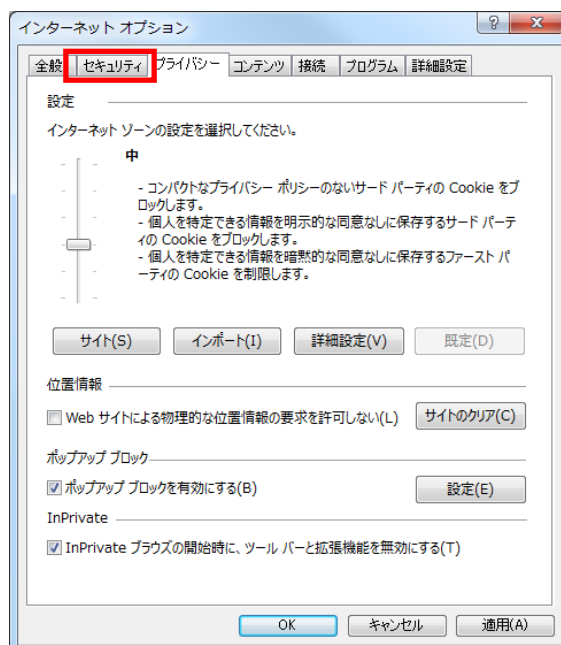 インターネット オプション
全般 セキュリティ プライバシー コンテンツ 接続 プログラム 詳細設定
設定
インターネット ゾーンの設定を選択してください。
中
- コンパクトなプライバシー ポリシーのないサード パーティの Cookie をブ
ロックします。
- 個人を特定できる情報を明示的な同意なしに保存するサード パーテ
ィの Cookie をブロックします。
- 個人を特定できる情報を暗黙的な同意なしに保存するファースト パ
ーティの Cookie を制限します。
サイト(S) インポート(I) 詳細設定(V) 既定(D)
位置情報
Web サイトによる物理的な位置情報の要求を許可しない(L) サイトのクリア(C)
ポップアップ ブロック
ポップアップ ブロックを有効にする(B) 設定(E)
InPrivate
InPrivate ブラウズの開始時に、ツール バーと拡張機能を無効にする(T)
OK キャンセル 適用(A)